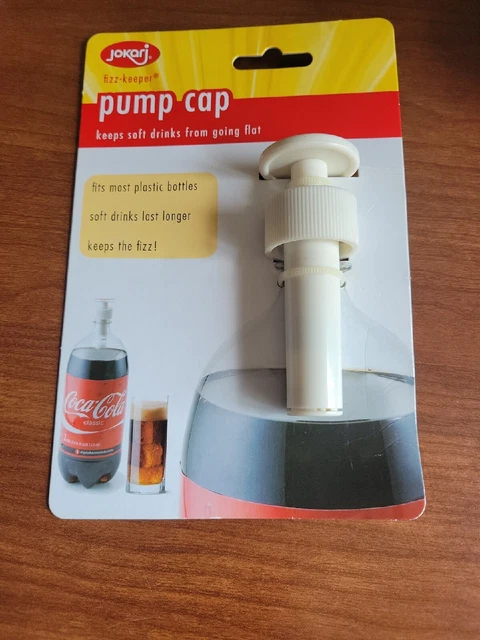 JOKARI
fizz-keeper®
pump cap
keeps soft drinks from going flat
fits most plastic bottles
soft drinks last longer
keeps the fizz!
Coca-Cola
classic